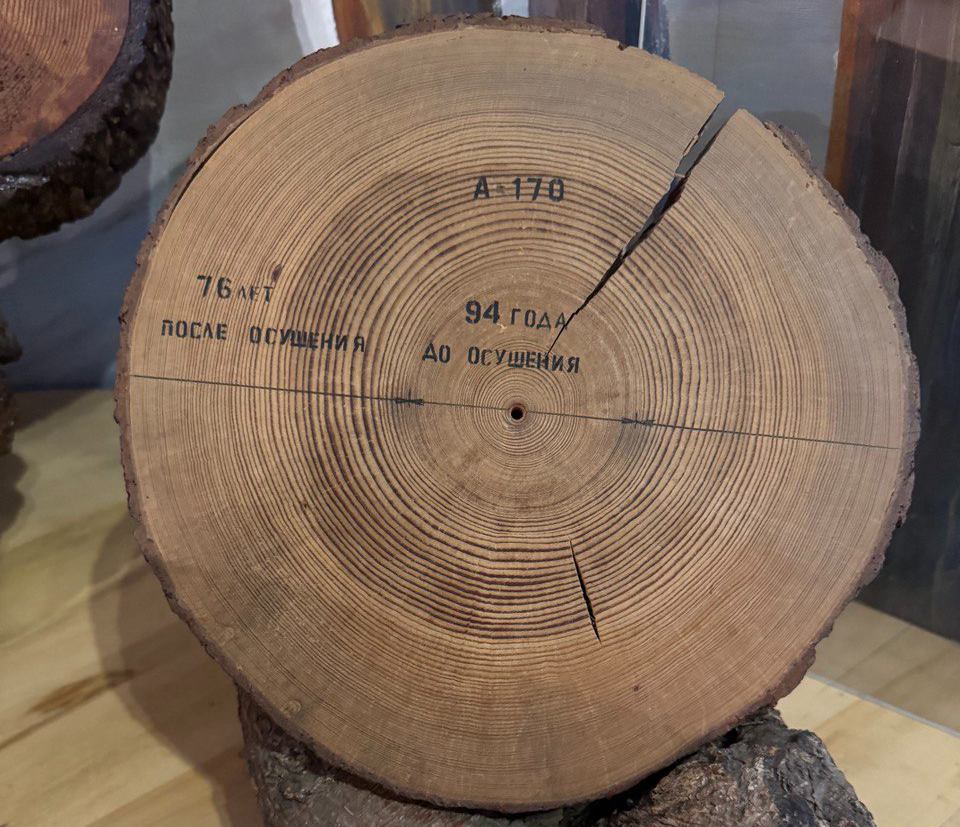 А-170
76 ЛЕТ
ПОСЛЕ ОСУШЕНИЯ
94 ГОДА
ДО ОСУШЕНИЯ